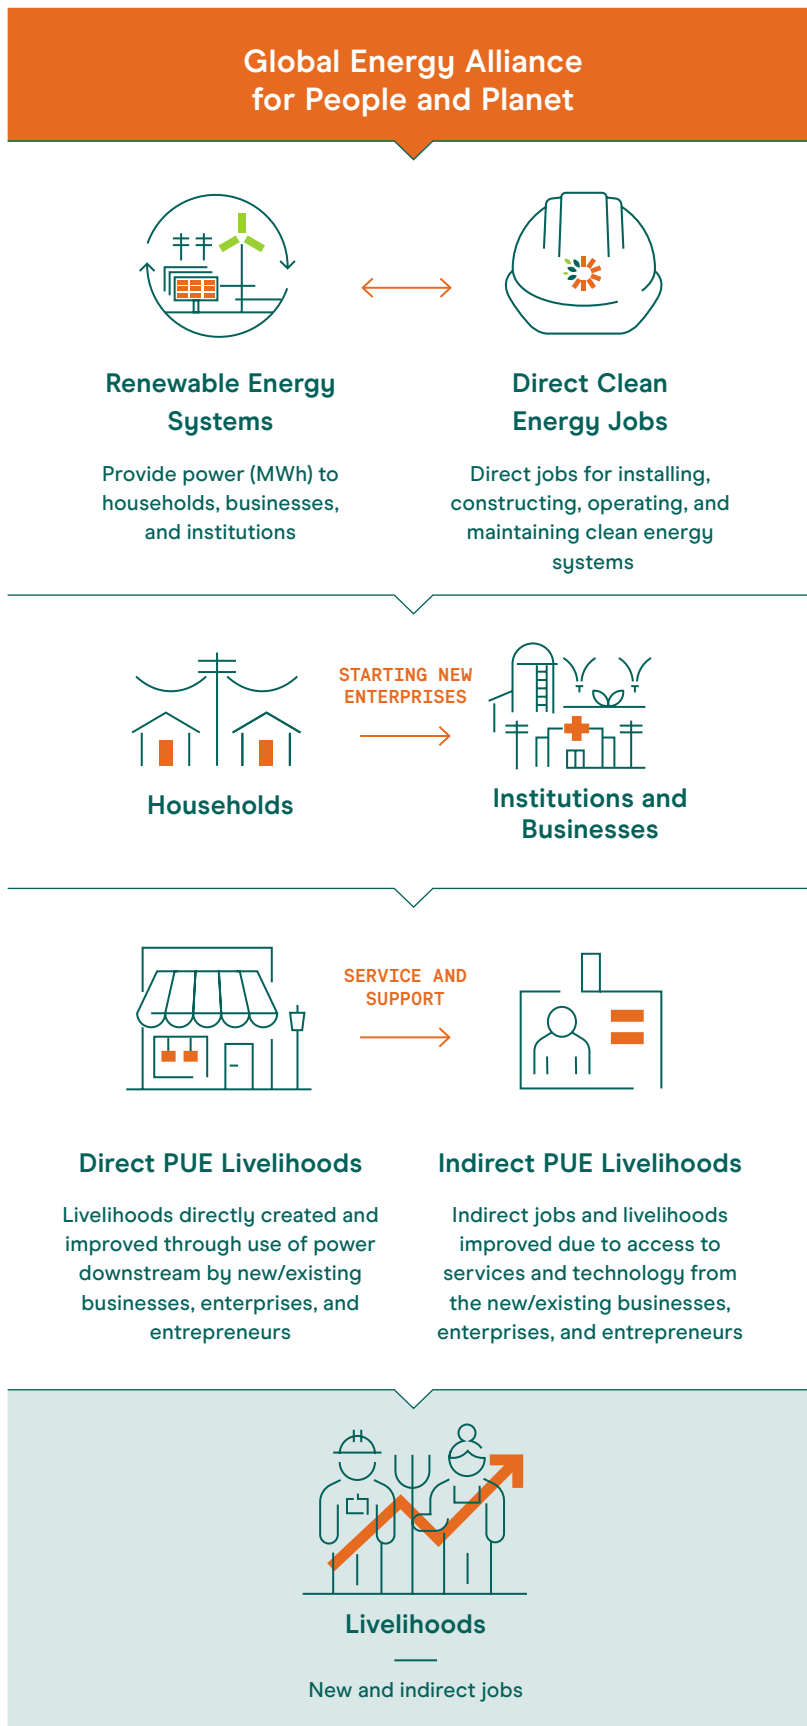 Global Energy Alliance
for People and Planet
Renewable Energy
Systems
Provide power (MWh) to
households, businesses,
and institutions
Direct Clean
Energy Jobs
Direct jobs for installing,
constructing, operating, and
maintaining clean energy
systems
STARTING NEW
ENTERPRISES
Households
Institutions and
Businesses
SERVICE AND
SUPPORT
Direct PUE Livelihoods
Livelihoods directly created and
improved through use of power
downstream by new/existing
businesses, enterprises, and
entrepreneurs
Indirect PUE Livelihoods
Indirect jobs and livelihoods
improved due to access to
services and technology from
the new/existing businesses,
enterprises, and entrepreneurs
Livelihoods
New and indirect jobs